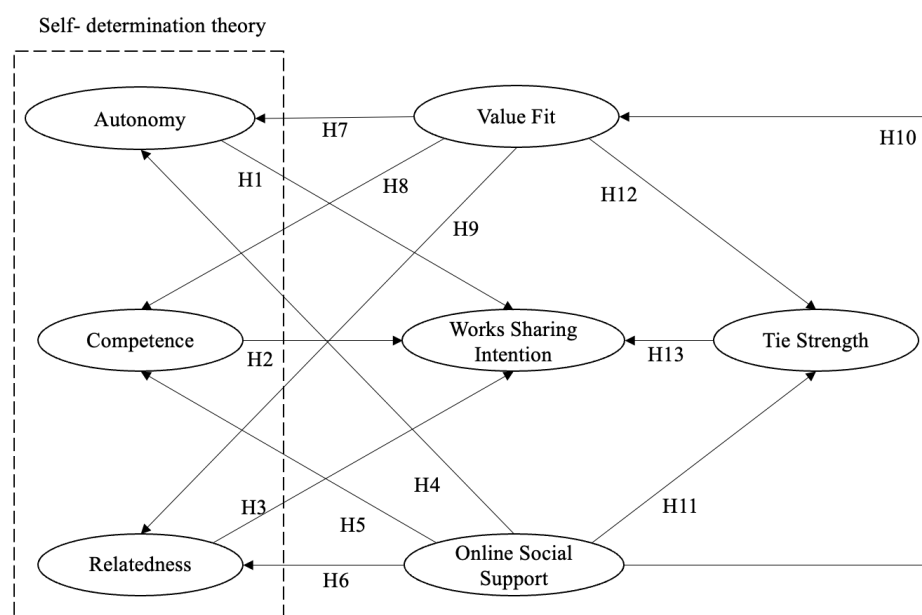 Self- determination theory
Autonomy
Value Fit
H7
H10
H1
H8
H12
H9
Competence
Works Sharing
Intention
Tie Strength
H2
H13
H4
H3
H5
H11
Relatedness
Online Social
Support
H6